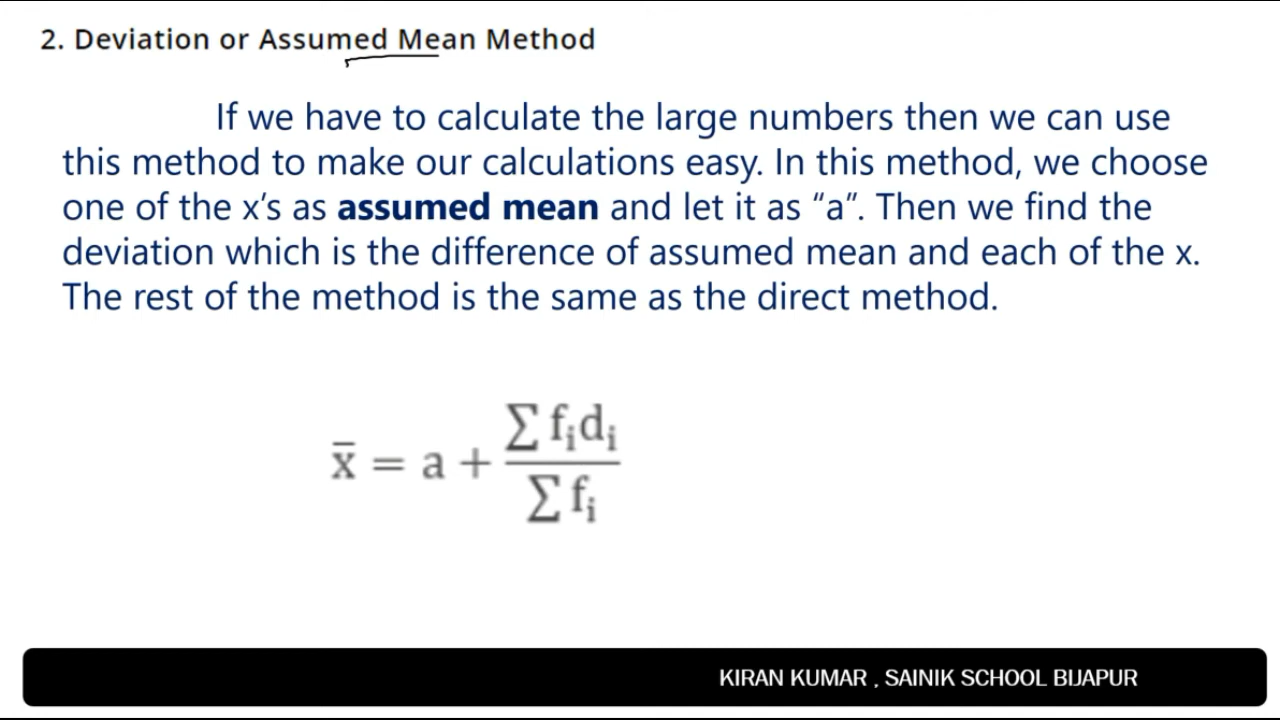 2. Deviation or Assumed Mean Method
If we have to calculate the large numbers then we can use
this method to make our calculations easy. In this method, we choose
one of the x’s as assumed mean and let it as “a”. Then we find the
deviation which is the difference of assumed mean and each of the x.
The rest of the method is the same as the direct method.
x̄ = a + ∑ fᵢdᵢ / ∑ fᵢ
KIRAN KUMAR , SAINIK SCHOOL BIJAPUR